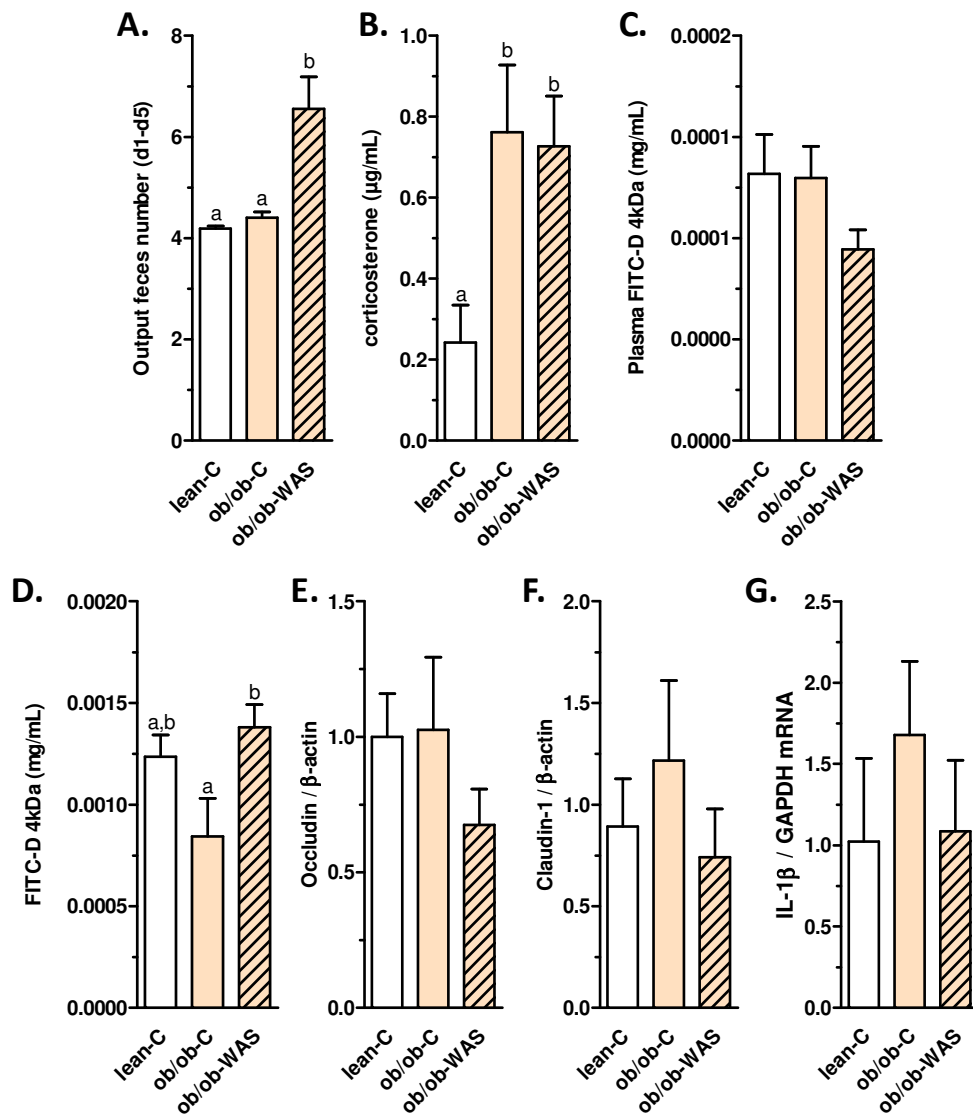 A.
Output feces number (d1-d5)
8
6
4
2
0
a
a
b
lean-C
ob/ob-C
ob/ob-WAS
B.
corticosterone (µg/mL)
1.0
0.8
0.6
0.4
0.2
0.0
a
b
b
lean-C
ob/ob-C
ob/ob-WAS
C.
Plasma FITC-D 4kDa (mg/mL)
0.0002
0.0001
0.0001
0.0000
0.0000
lean-C
ob/ob-C
ob/ob-WAS
D.
FITC-D 4kDa (mg/mL)
0.0020
0.0015
0.0010
0.0005
0.0000
a,b
a
b
lean-C
ob/ob-C
ob/ob-WAS
E.
Occludin / β-actin
1.5
1.0
0.5
0.0
lean-C
ob/ob-C
ob/ob-WAS
F.
Claudin-1 / β-actin
2.0
1.5
1.0
0.5
0.0
lean-C
ob/ob-C
ob/ob-WAS
G.
IL-1β / GAPDH mRNA
2.5
2.0
1.5
1.0
0.5
0.0
lean-C
ob/ob-C
ob/ob-WAS